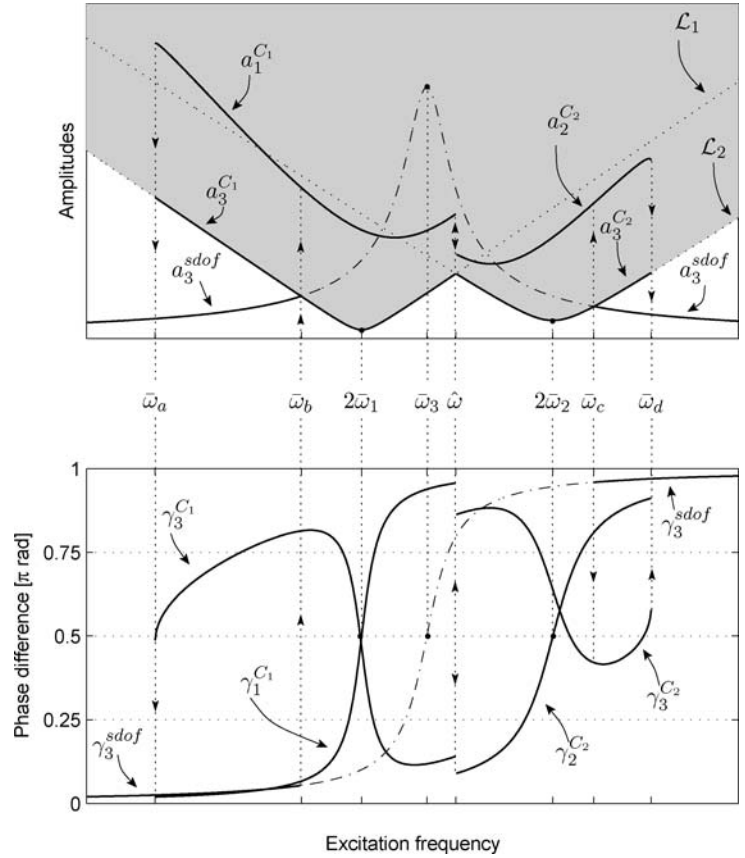 Amplitudes
a_1^{C_1}
a_3^{C_1}
a_3^{sdof}
a_2^{C_2}
a_3^{C_2}
a_3^{sdof}
ℒ_1
ℒ_2
ω̄_a ω̄_b 2ω̄_1 ω̄_3 ω̂ 2ω̄_2 ω̄_c ω̄_d
Phase difference [π rad]
1
0.75
0.5
0.25
0
γ_3^{C_1}
γ_1^{C_1}
γ_3^{sdof}
γ_3^{sdof}
γ_3^{C_2}
γ_2^{C_2}
Excitation frequency